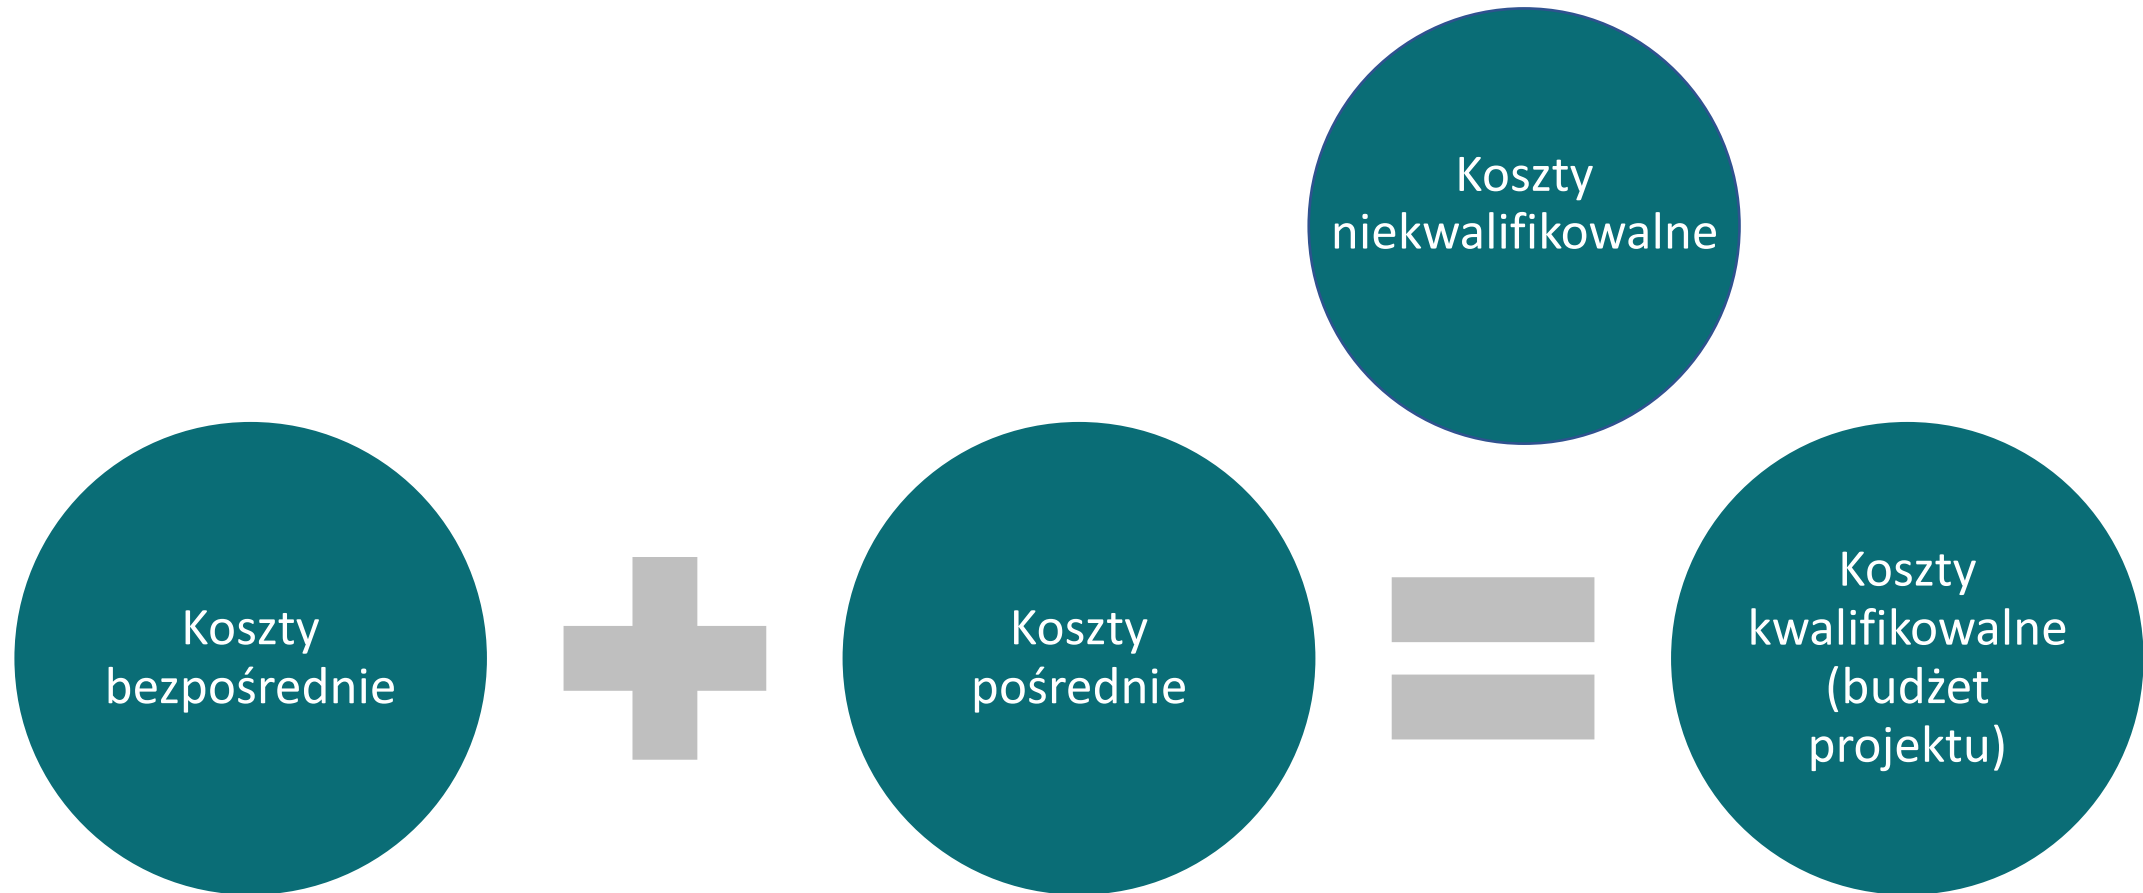 Koszty
niekwalifikowalne
Koszty
bezpośrednie
Koszty
pośrednie
Koszty
kwalifikowalne
(budżet
projektu)